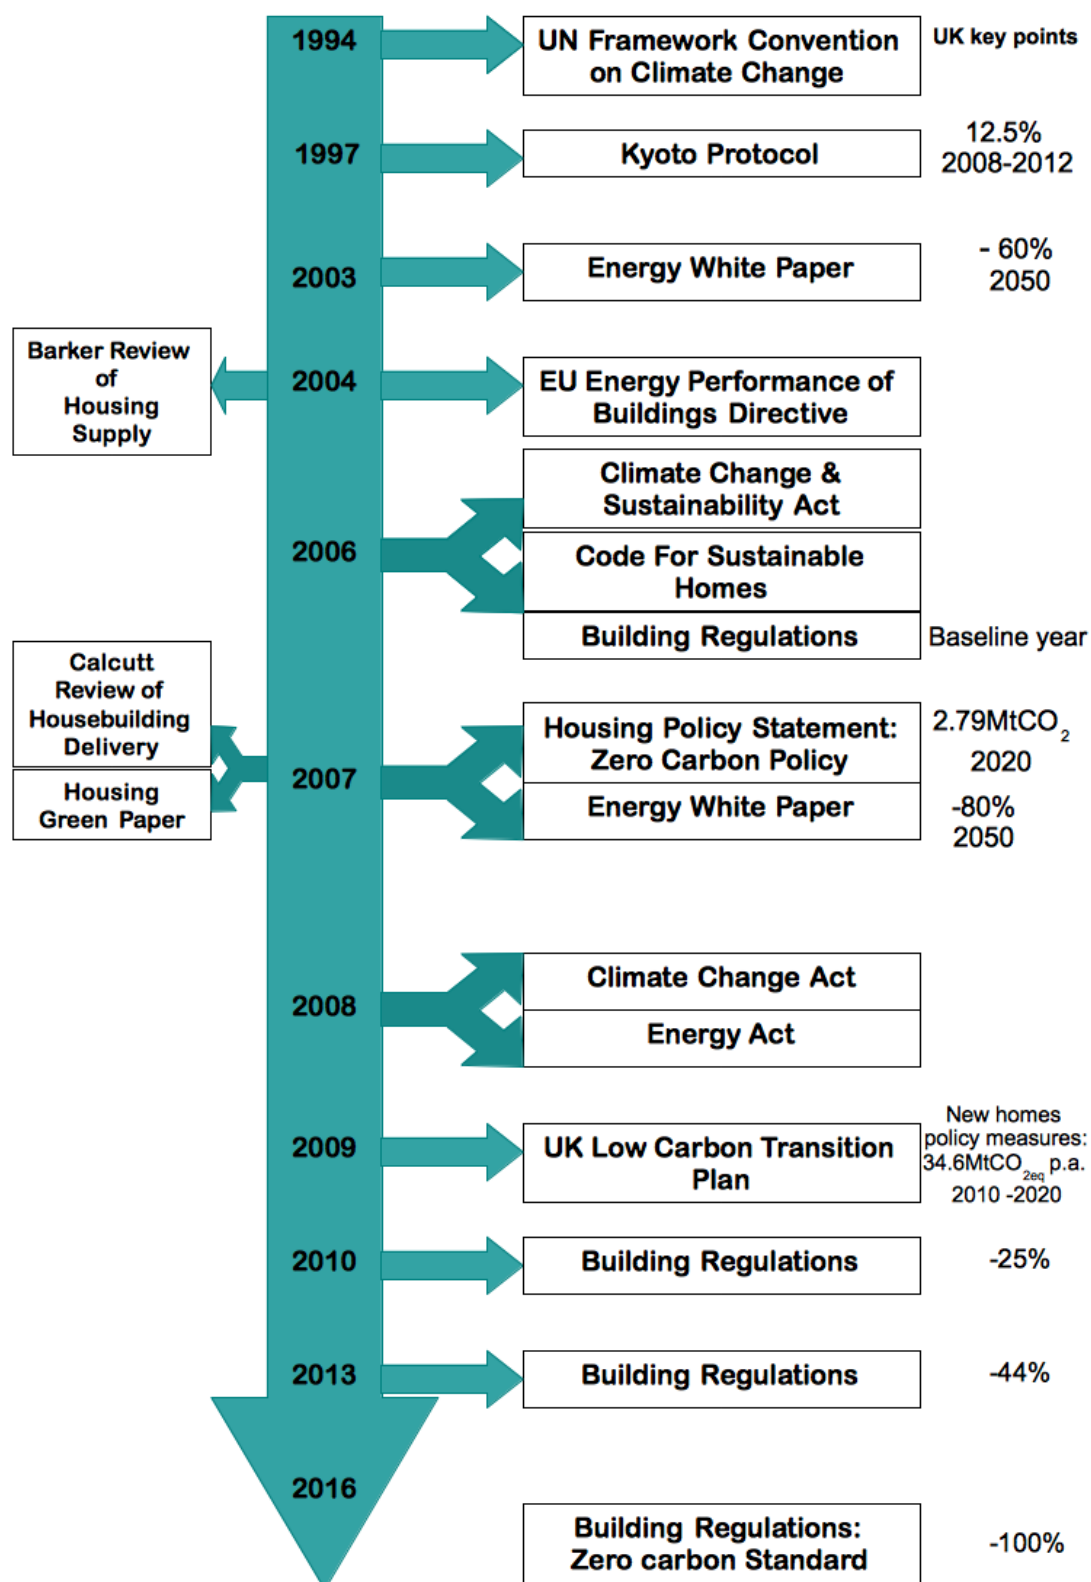 1994
UN Framework Convention
on Climate Change
UK key points
1997
Kyoto Protocol
12.5%
2008-2012
2003
Energy White Paper
- 60%
2050
Barker Review
of
Housing
Supply
2004
EU Energy Performance of
Buildings Directive
2006
Climate Change &
Sustainability Act
Code For Sustainable
Homes
Building Regulations
Baseline year
Calcutt
Review of
Housebuilding
Delivery
Housing
Green Paper
2007
Housing Policy Statement:
Zero Carbon Policy
2.79MtCO₂
2020
Energy White Paper
-80%
2050
2008
Climate Change Act
Energy Act
2009
UK Low Carbon Transition
Plan
New homes
policy measures:
34.6MtCO₂eq p.a.
2010 -2020
2010
Building Regulations
-25%
2013
Building Regulations
-44%
2016
Building Regulations:
Zero carbon Standard
-100%